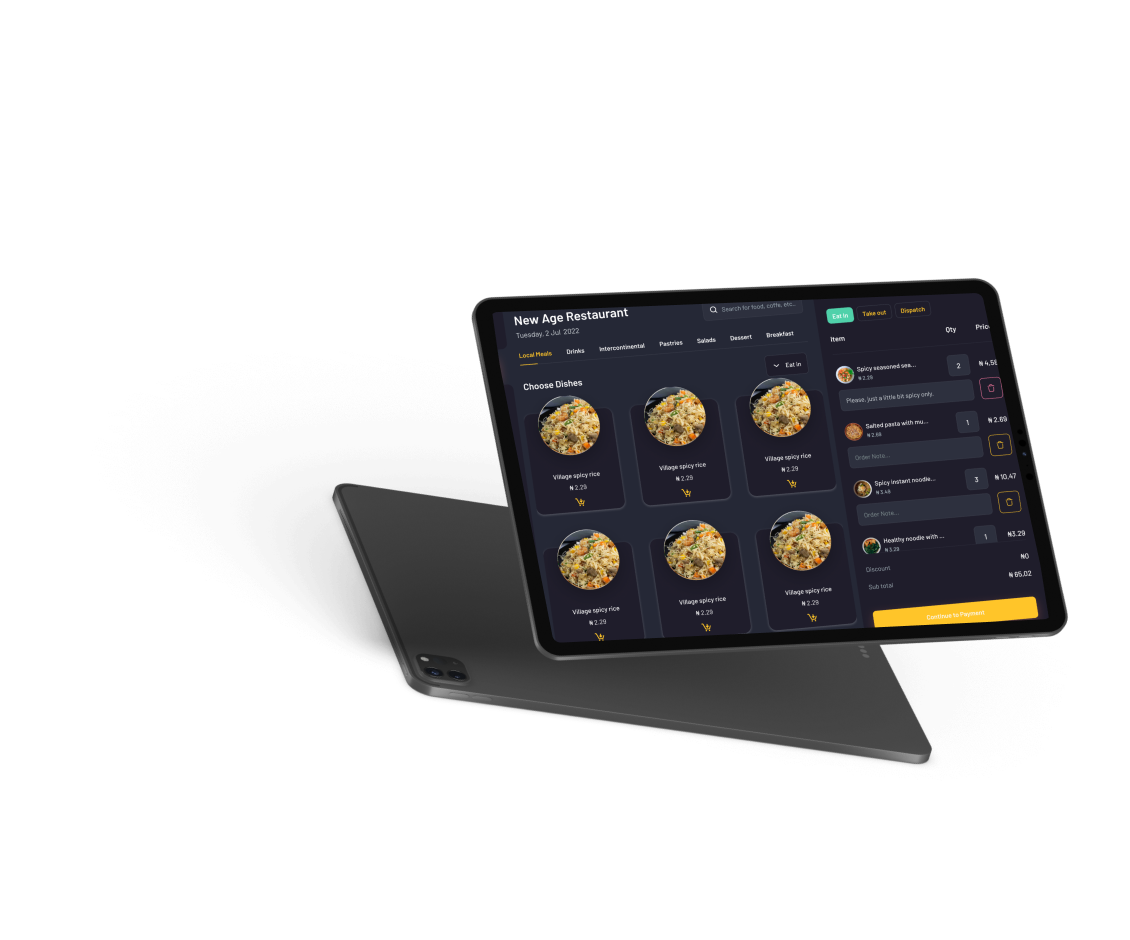 New Age Restaurant
Tuesday, 2 Jul 2022
Search for food, coffe, etc..
Local Meals
Drinks
Intercontinental
Pastries
Salads
Dessert
Breakfast
Choose Dishes
Eat In
Village spicy rice
₦ 2.29
Village spicy rice
₦ 2.29
Village spicy rice
₦ 2.29
Village spicy rice
₦ 2.29
Village spicy rice
₦ 2.29
Village spicy rice
₦ 2.29
Eat In
Take out
Dispatch
Item
Qty
Spicy seasoned sea...
₦ 2.29
2
Please, just a little bit spicy only.
Salted pasta with mu...
₦ 2.69
1
₦ 2.69
Order Note...
Spicy instant noodle...
₦ 3.49
3
₦ 10,47
Order Note...
Healthy noodle with ...
₦ 3.29
1
₦3.29
Discount
₦0
Sub total
₦ 65,02
Continue to Payment